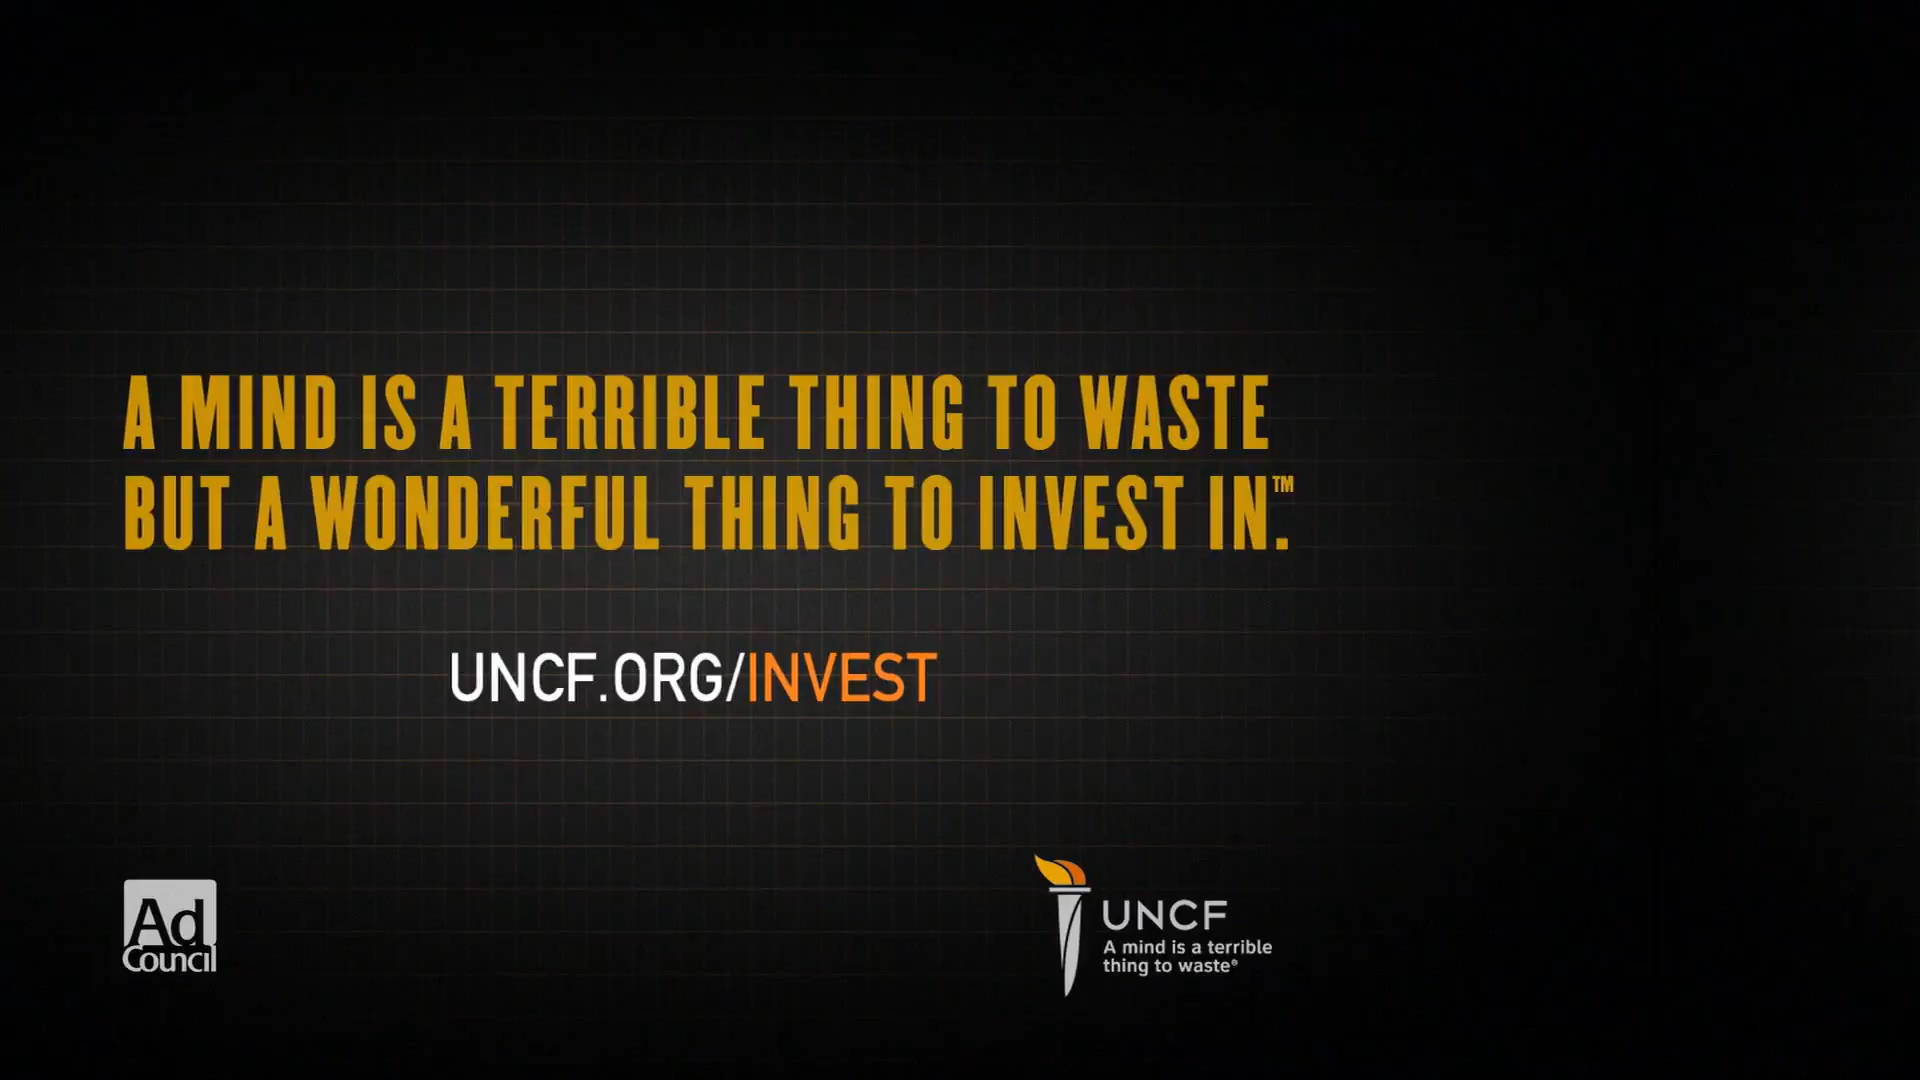 A MIND IS A TERRIBLE THING TO WASTE
BUT A WONDERFUL THING TO INVEST IN.™
UNCF.ORG/INVEST
Ad
Council
UNCF
A mind is a terrible
thing to waste®